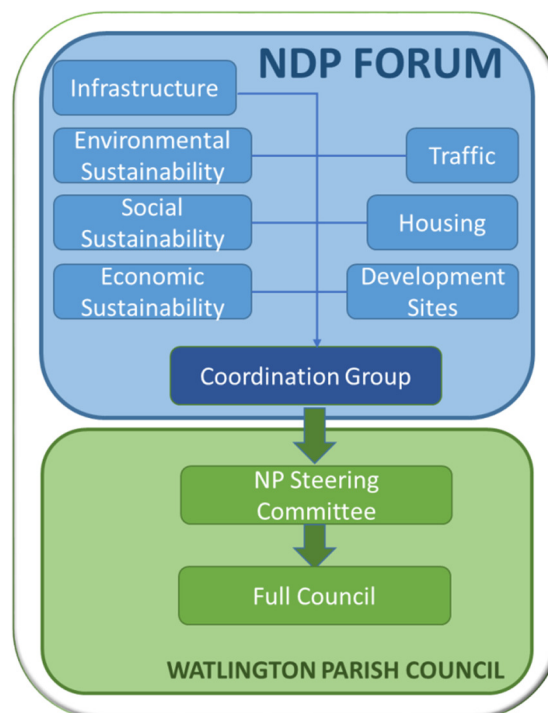 NDP FORUM
Infrastructure
Environmental
Sustainability
Traffic
Social
Sustainability
Housing
Economic
Sustainability
Development
Sites
Coordination Group
NP Steering
Committee
Full Council
WATLINGTON PARISH COUNCIL